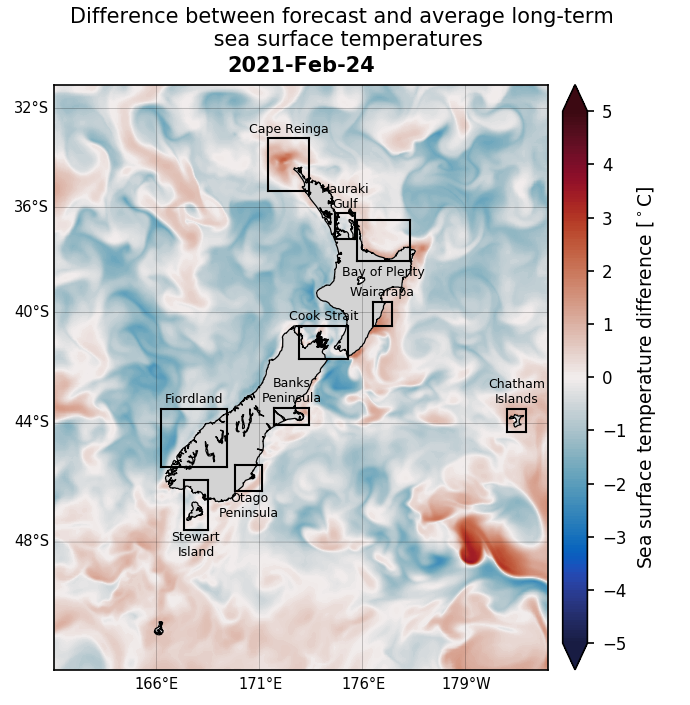 Difference between forecast and average long-term
sea surface temperatures
2021-Feb-24
32°S
36°S
40°S
44°S
48°S
166°E
171°E
176°E
179°W
Cape Reinga
Hauraki
Gulf
Bay of Plenty
Wairarapa
Cook Strait
Banks
Peninsula
Fiordland
Chatham
Islands
Otago
Peninsula
Stewart
Island
5
4
3
2
1
0
−1
−2
−3
−4
−5
Sea surface temperature difference [°C]